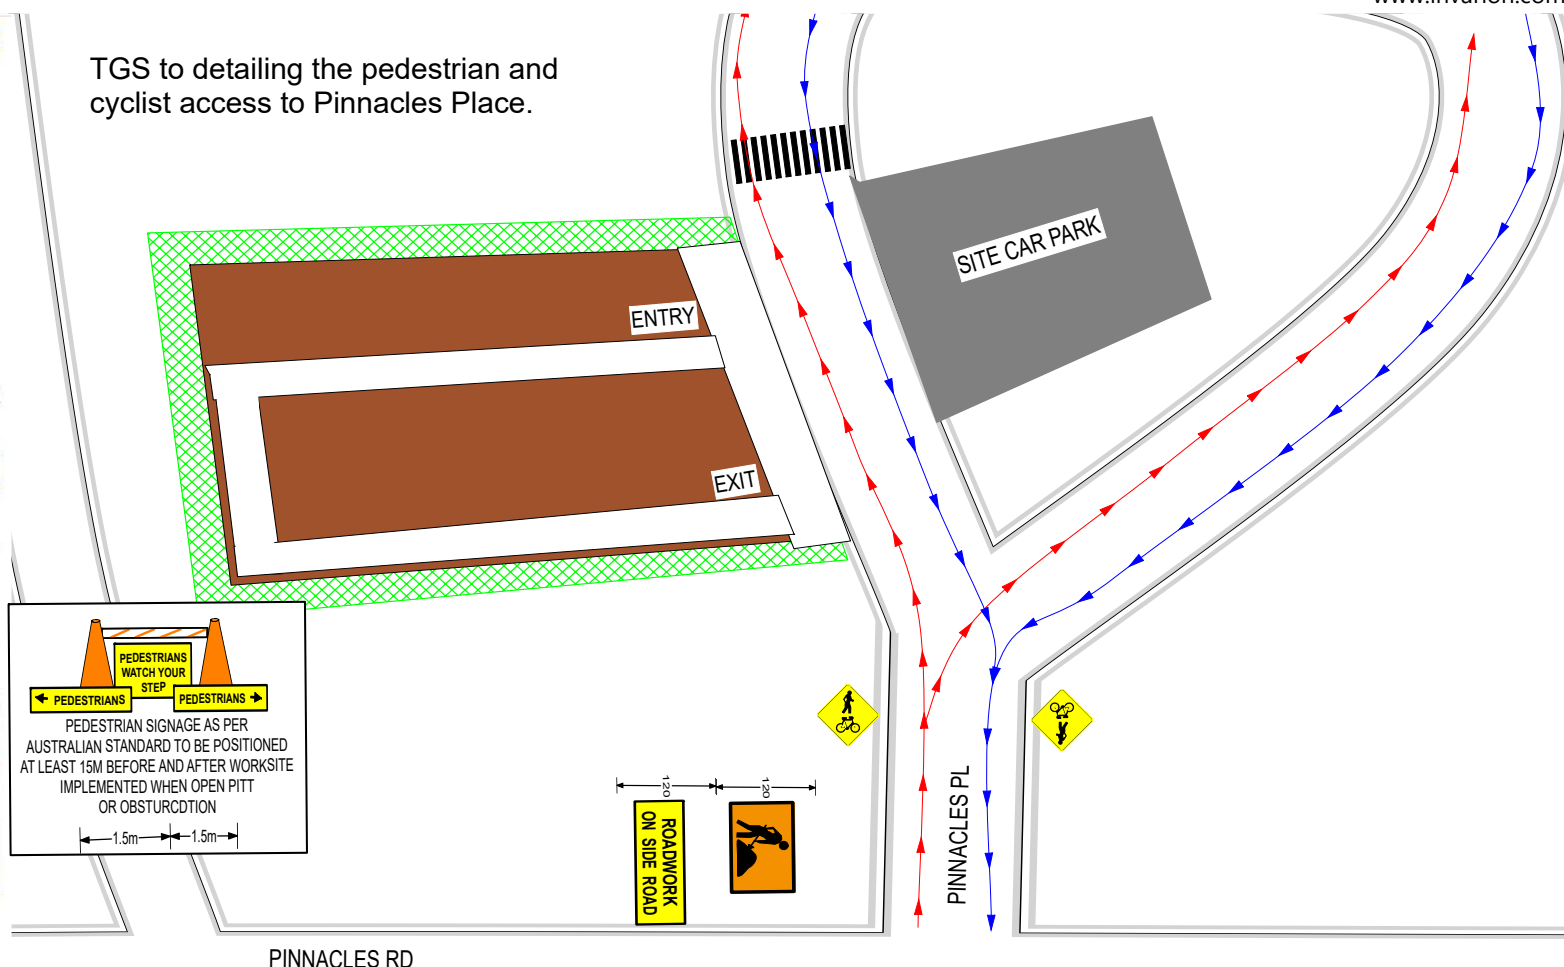 www.invarion.com
TGS to detailing the pedestrian and
cyclist access to Pinnacles Place.
SITE CAR PARK
ENTRY
EXIT
PEDESTRIANS
WATCH YOUR
STEP
PEDESTRIANS
PEDESTRIANS
PEDESTRIAN SIGNAGE AS PER
AUSTRALIAN STANDARD TO BE POSITIONED
AT LEAST 15M BEFORE AND AFTER WORKSITE
IMPLEMENTED WHEN OPEN PITT
OR OBSTURCDTION
1.5m
1.5m
120
120
ROADWORK
ON SIDE ROAD
PINNACLES PL
PINNACLES RD